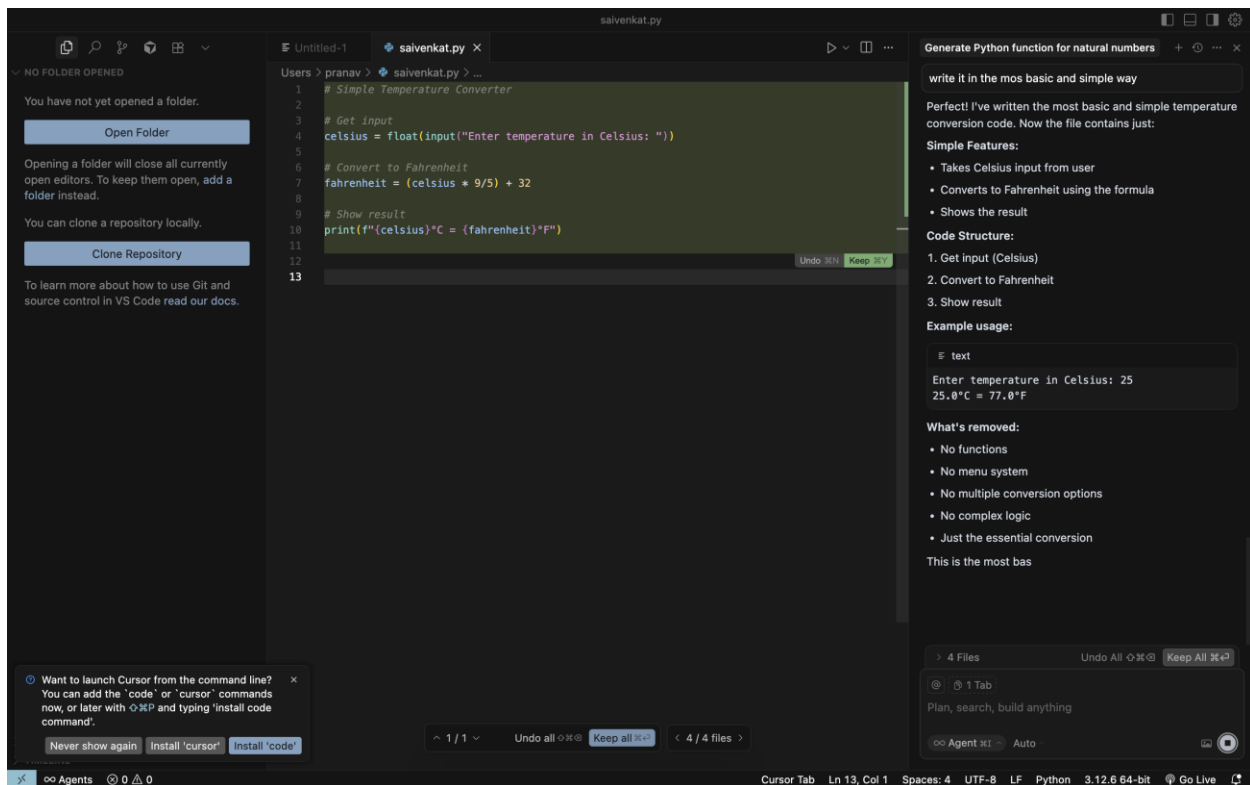 saivenkat.py
NO FOLDER OPENED
You have not yet opened a folder.
Open Folder
Opening a folder will close all currently
open editors. To keep them open, add a
folder instead.
You can clone a repository locally.
Clone Repository
To learn more about how to use Git and
source control in VS Code read our docs.
Untitled-1
saivenkat.py
Users > pranav > saivenkat.py > ...
1 # Simple Temperature Converter
2
3 # Get input
4 celsius = float(input("Enter temperature in Celsius: "))
5
6 # Convert to Fahrenheit
7 fahrenheit = (celsius * 9/5) + 32
8
9 # Show result
10 print(f"{celsius}°C = {fahrenheit}°F")
11
12
Undo ⌘N Keep ⌘Y
13
Generate Python function for natural numbers
write it in the mos basic and simple way
Perfect! I've written the most basic and simple temperature
conversion code. Now the file contains just:
Simple Features:
• Takes Celsius input from user
• Converts to Fahrenheit using the formula
• Shows the result
Code Structure:
1. Get input (Celsius)
2. Convert to Fahrenheit
3. Show result
Example usage:
text
Enter temperature in Celsius: 25
25.0°C = 77.0°F
What's removed:
• No functions
• No menu system
• No multiple conversion options
• No complex logic
• Just the essential conversion
This is the most bas
> 4 Files Undo All ⇧⌘⌫ Keep All ⌘⏎
@ 1 Tab
Plan, search, build anything
∞ Agent ⌘I Auto
Want to launch Cursor from the command line?
You can add the `code` or `cursor` commands
now, or later with ⇧⌘P and typing 'install code
command'.
Never show again Install 'cursor' Install 'code'
1 / 1 Undo all ⇧⌘⌫ Keep all ⌘⏎ < 4 / 4 files >
∞ Agents 0 0
Cursor Tab Ln 13, Col 1 Spaces: 4 UTF-8 LF Python 3.12.6 64-bit Go Live